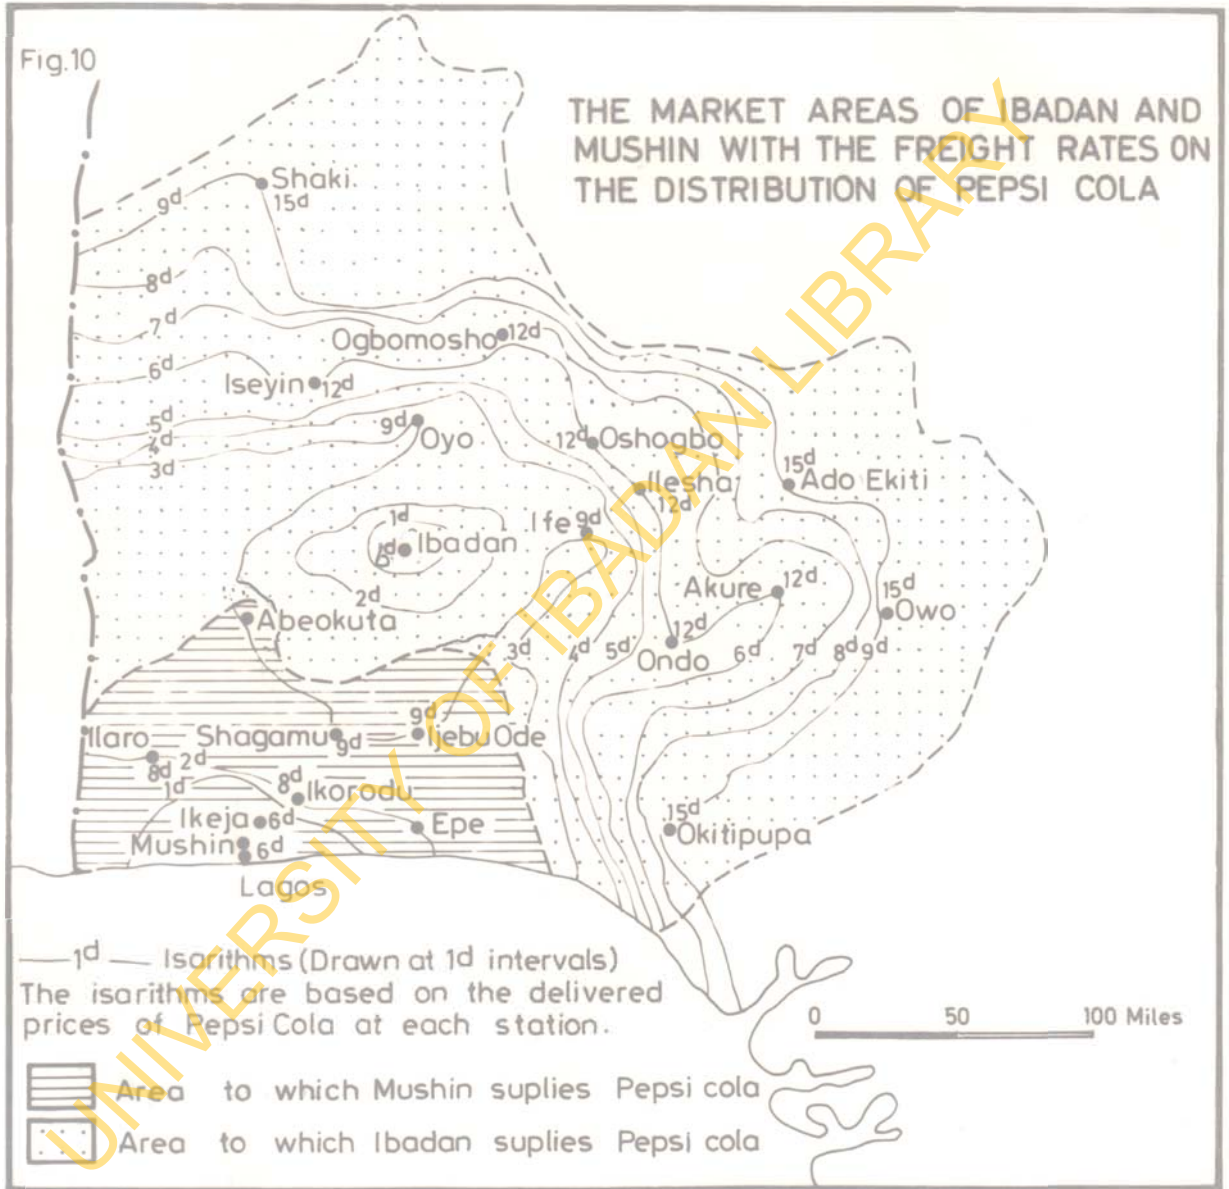 Fig.10
THE MARKET AREAS OF IBADAN AND
MUSHIN WITH THE FREIGHT RATES ON
THE DISTRIBUTION OF PEPSI COLA
Shaki.
15d
9d
8d
7d
Ogbomosho 12d
6d
Iseyin 12d
5d
4d
3d
9d
Oyo
12d Oshogbo
15d
Ado Ekiti
Ilesha
12d
1d
Ife 9d
Ibadan
2d
Akure 12d
15d
Owo
Abeokuta
12d
Ondo
3d 4d 5d 6d 7d 8d 9d
9d
Ilaro Shagamu 9d Ijebu Ode
8d 2d
1d
8d
Ikorodu
Ikeja 6d
Epe
Mushin 6d
Lagos
15d
Okitipupa
1d Isarithms (Drawn at 1d intervals)
The isarithms are based on the delivered
prices of Pepsi Cola at each station.
0 50 100 Miles
Area to which Mushin suplies Pepsi cola
Area to which Ibadan suplies Pepsi cola
UNIVERSITY OF IBADAN LIBRARY